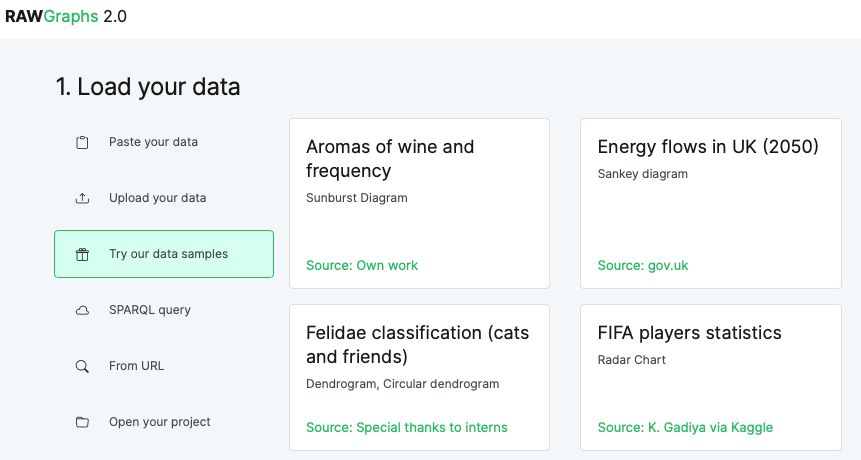 RAWGraphs 2.0
1. Load your data
Paste your data
Upload your data
Try our data samples
SPARQL query
From URL
Open your project
Aromas of wine and
frequency
Sunburst Diagram
Source: Own work
Energy flows in UK (2050)
Sankey diagram
Source: gov.uk
Felidae classification (cats
and friends)
Dendrogram, Circular dendrogram
Source: Special thanks to interns
FIFA players statistics
Radar Chart
Source: K. Gadiya via Kaggle